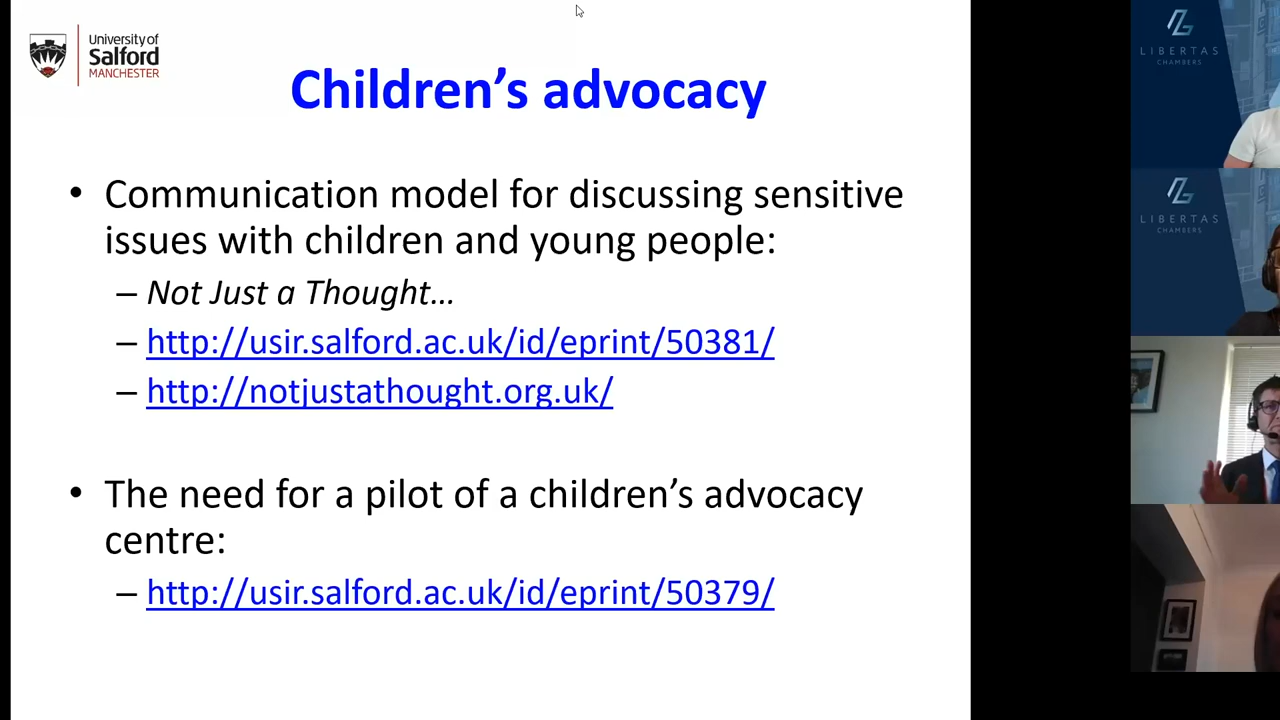 University of
Salford
MANCHESTER
Children’s advocacy
• Communication model for discussing sensitive
issues with children and young people:
– Not Just a Thought…
– http://usir.salford.ac.uk/id/eprint/50381/
– http://notjustathought.org.uk/
• The need for a pilot of a children’s advocacy
centre:
– http://usir.salford.ac.uk/id/eprint/50379/
LIBERTAS
CHAMBERS
LIBERTAS
CHAMBERS